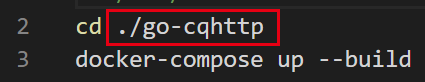 2 cd ./go-cqhttp
3 docker-compose up --build